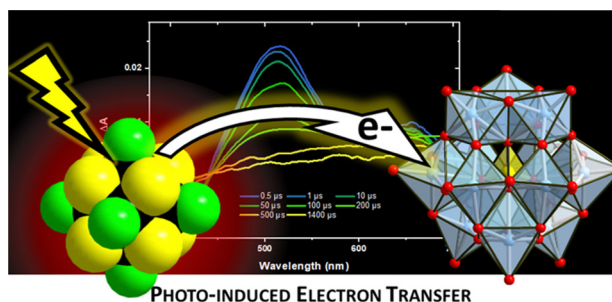 0.02
ΔA
e-
0.5 µs 1 µs 10 µs
50 µs 100 µs 200 µs
500 µs 1400 µs
500 600
Wavelength (nm)
PHOTO-INDUCED ELECTRON TRANSFER